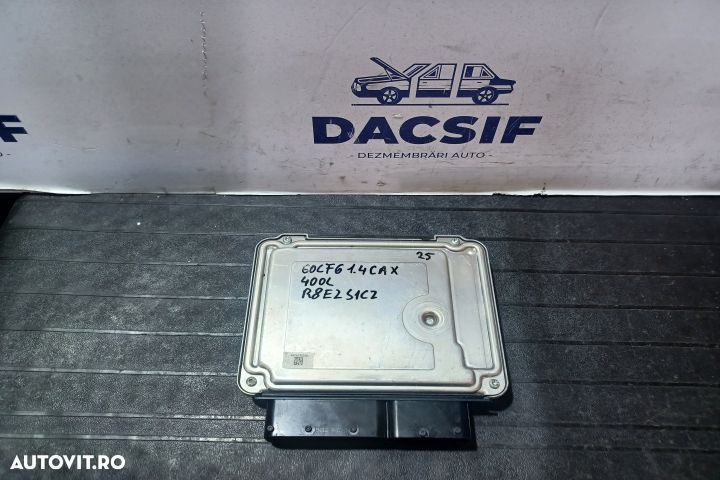 DACSIF
- DEZMEMBRĂRI AUTO -
25
GOLF6 1.4 CAX
400L
R8E2S1C2
AUTOVIT.RO